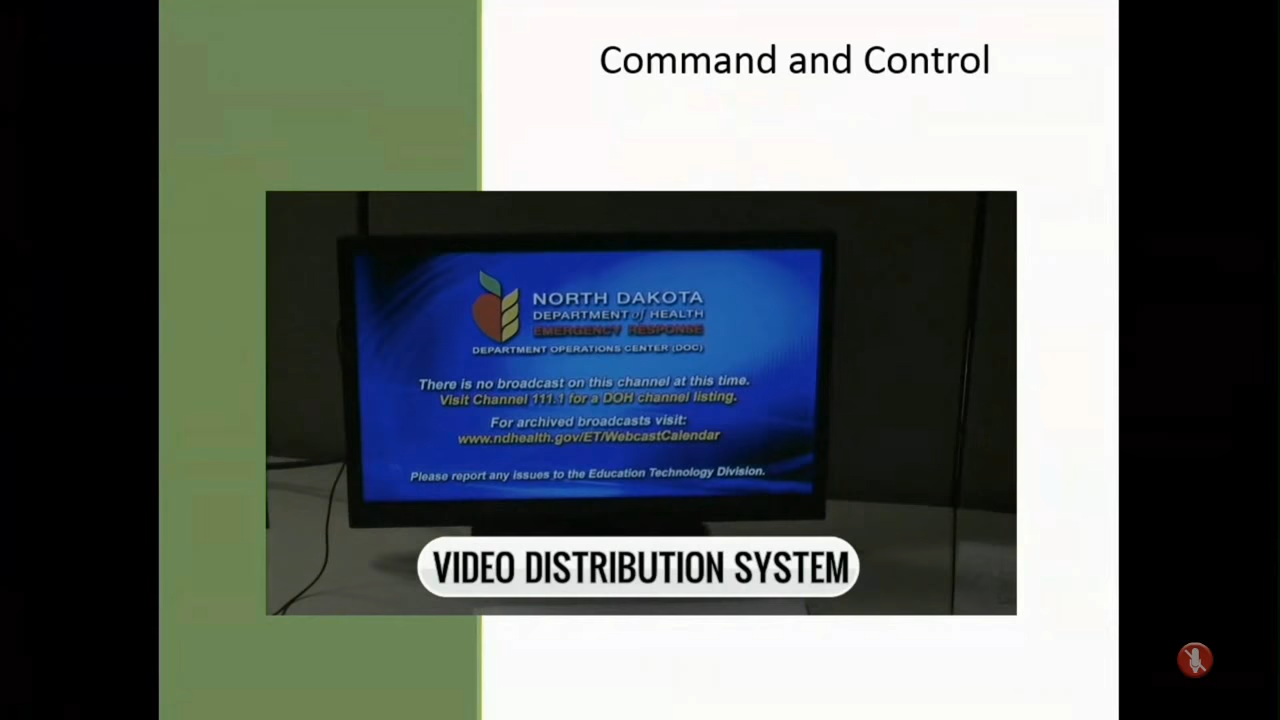 Command and Control
NORTH DAKOTA
DEPARTMENT of HEALTH
EMERGENCY RESPONSE
DEPARTMENT OPERATIONS CENTER (DOC)
There is no broadcast on this channel at this time.
Visit Channel 111.1 for a DOH channel listing.
For archived broadcasts visit:
www.ndhealth.gov/ET/WebcastCalendar
Please report any issues to the Education Technology Division.
VIDEO DISTRIBUTION SYSTEM